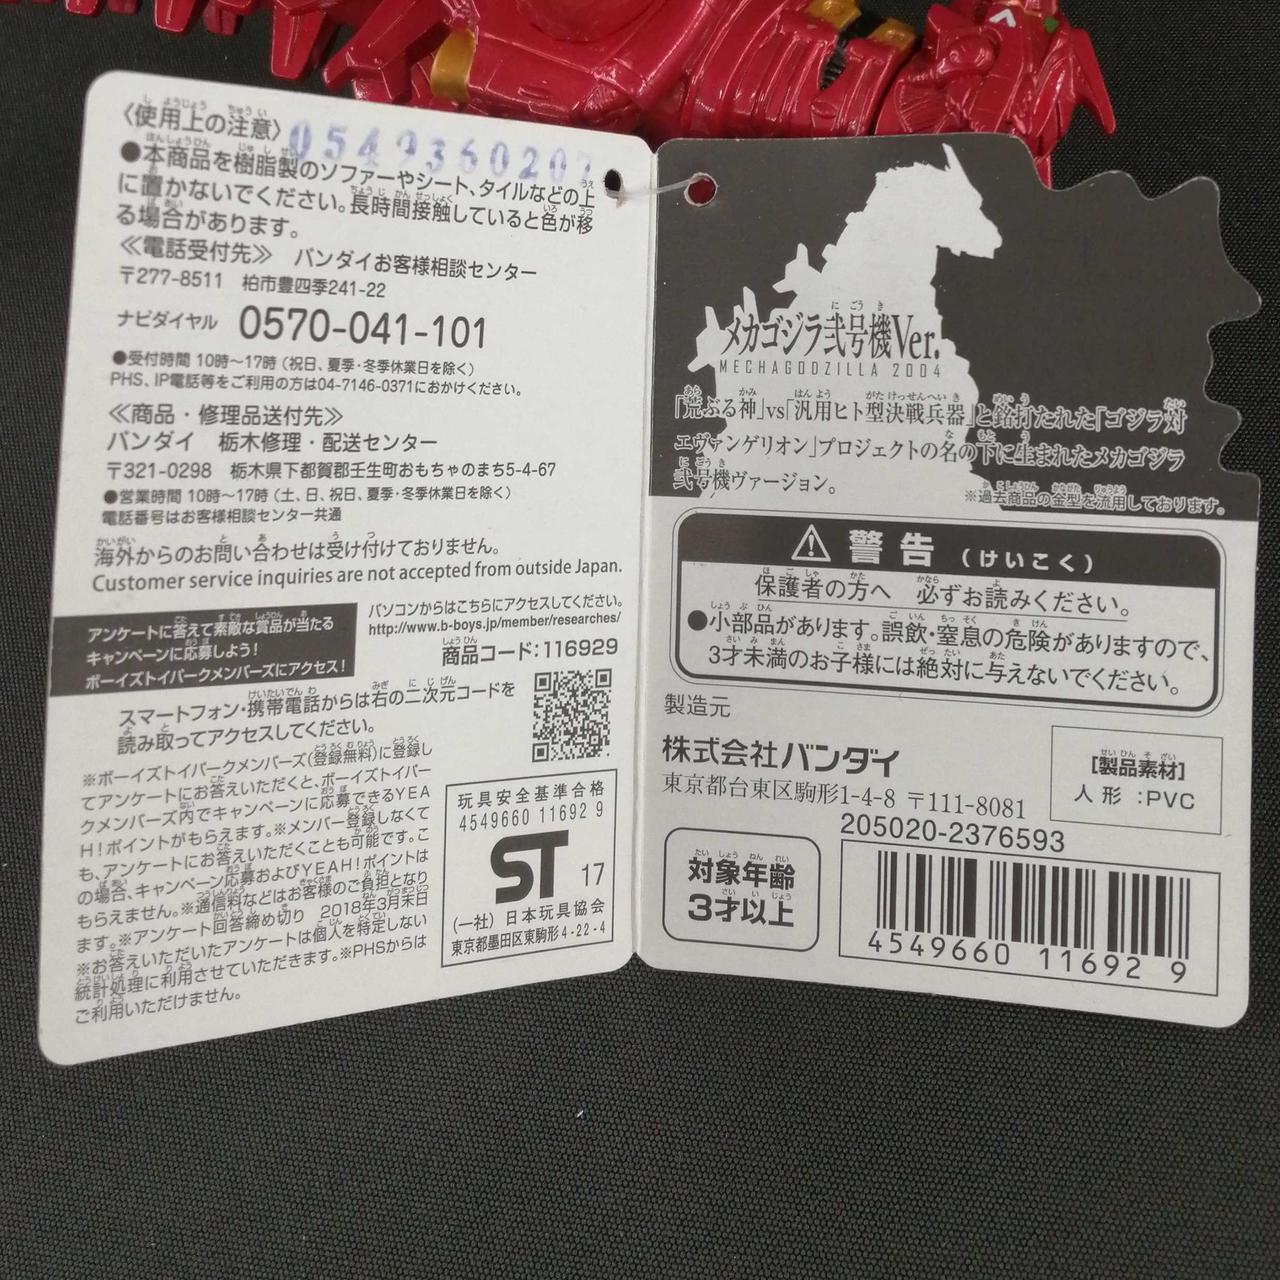 〈使用上の注意〉
0549360207
●本商品を樹脂製のソファーやシート、タイルなどの上
に置かないでください。長時間接触していると色が移
る場合があります。
≪電話受付先≫ バンダイお客様相談センター
〒277-8511 柏市豊四季241-22
ナビダイヤル 0570-041-101
●受付時間 10時〜17時（祝日、夏季・冬季休業日を除く）
PHS、IP電話等をご利用の方は04-7146-0371におかけください。
≪商品・修理品送付先≫
バンダイ 栃木修理・配送センター
〒321-0298 栃木県下都賀郡壬生町おもちゃのまち5-4-67
●営業時間 10時〜17時（土、日、祝日、夏季・冬季休業日を除く）
電話番号はお客様相談センター共通
海外からのお問い合わせは受け付けておりません。
Customer service inquiries are not accepted from outside Japan.
アンケートに答えて素敵な賞品が当たる
キャンペーンに応募しよう!
ボーイズトイパークメンバーズにアクセス!
パソコンからはこちらにアクセスしてください。
http://www.b-boys.jp/member/researches/
商品コード:116929
スマートフォン・携帯電話からは右の二次元コードを
読み取ってアクセスしてください。
※ボーイズトイパークメンバーズ(登録無料)に登録し
てアンケートにお答えいただくと、ボーイズトイパー
クメンバーズ内でキャンペーンに応募できるYEA
H!ポイントがもらえます。※メンバー登録しなくて
も、アンケートにお答えいただくことも可能です。こ
の場合、キャンペーン応募およびYEAH!ポイントは
もらえません。※通信料などはお客様のご負担となり
ます。※アンケート回答締め切り 2018年3月末日
※お答えいただいたアンケートは個人を特定しない
統計処理に利用させていただきます。※PHSからは
ご利用いただけません。
玩具安全基準合格
4549660 11692 9
ST 17
(一社) 日本玩具協会
東京都墨田区東駒形4-22-4
メカゴジラ弐号機Ver.
MECHAGODZILLA 2004
「荒ぶる神」vs「汎用ヒト型決戦兵器」と銘打たれた「ゴジラ対
エヴァンゲリオン」プロジェクトの名の下に生まれたメカゴジラ
弐号機ヴァージョン。
※過去商品の金型を流用しております。
警告 (けいこく)
保護者の方へ 必ずお読みください。
●小部品があります。誤飲・窒息の危険がありますので、
3才未満のお子様には絶対に与えないでください。
製造元
株式会社バンダイ
東京都台東区駒形1-4-8 〒111-8081
[製品素材]
人形 :PVC
205020-2376593
対象年齢
3才以上
4549660 11692 9